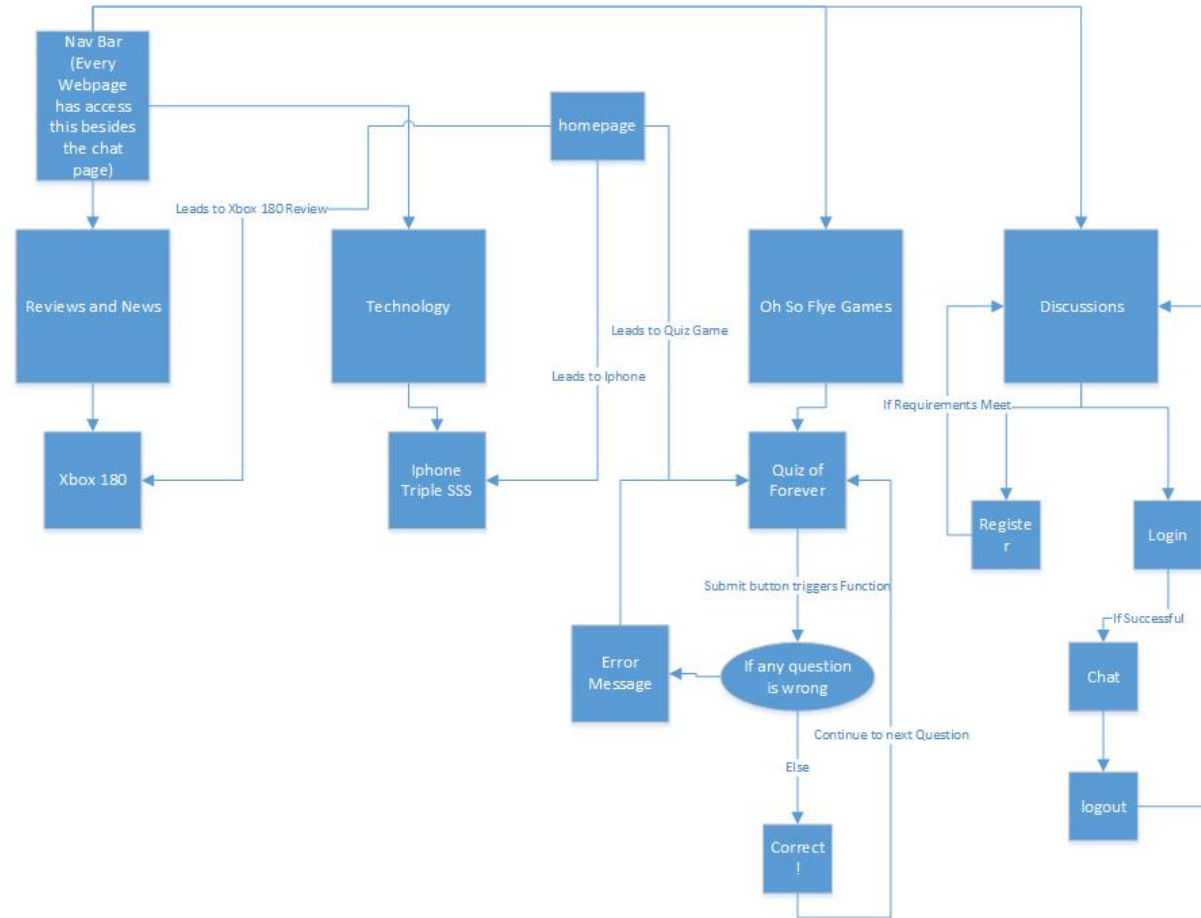 Nav Bar
(Every
Webpage
has access
this besides
the chat
page)
homepage
Leads to Xbox 180 Review
Reviews and News
Technology
Oh So Flye Games
Discussions
Leads to Quiz Game
Leads to Iphone
If Requirements Meet
Xbox 180
Iphone
Triple SSS
Quiz of
Forever
Registe
r
Login
Submit button triggers Function
If Successful
Error
Message
If any question
is wrong
Chat
Continue to next Question
Else
logout
Correct
!